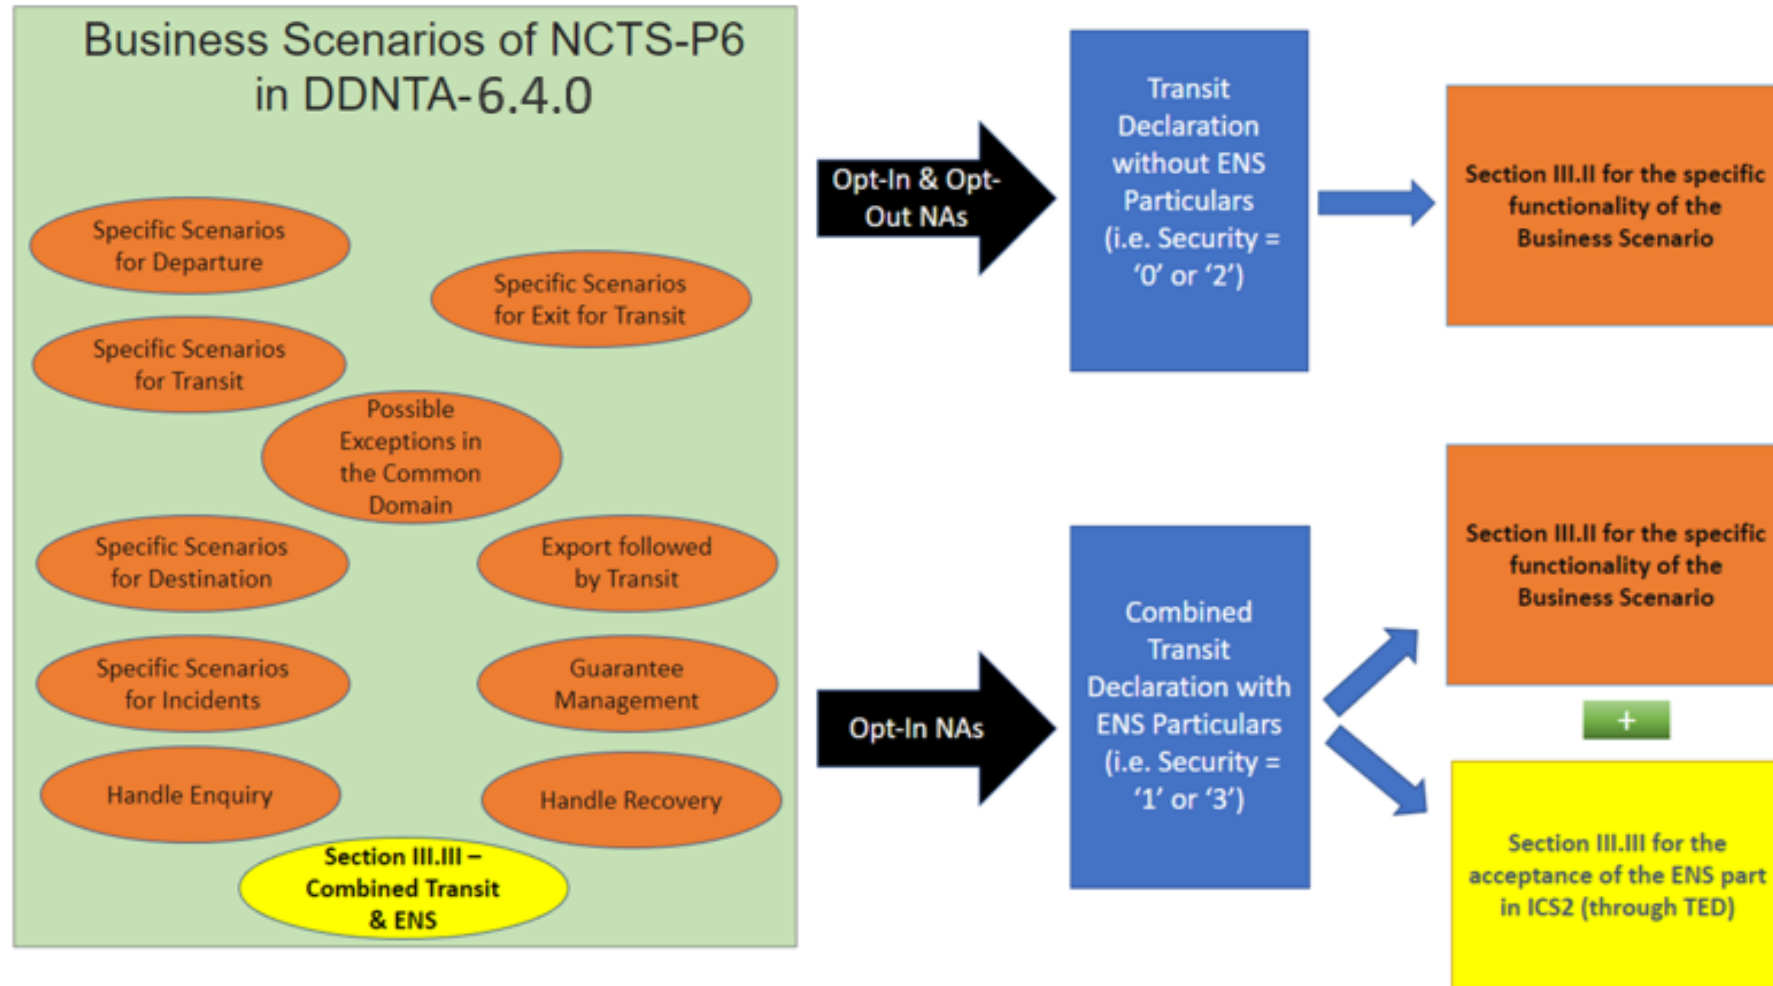 Business Scenarios of NCTS-P6
in DDNTA-6.4.0
Specific Scenarios
for Departure
Specific Scenarios
for Exit for Transit
Specific Scenarios
for Transit
Possible
Exceptions in
the Common
Domain
Specific Scenarios
for Destination
Export followed
by Transit
Specific Scenarios
for Incidents
Guarantee
Management
Handle Enquiry
Handle Recovery
Section III.III –
Combined Transit
& ENS
Opt-In & Opt-
Out NAs
Transit
Declaration
without ENS
Particulars
(i.e. Security =
‘0’ or ‘2’)
Section III.II for the specific
functionality of the
Business Scenario
Opt-In NAs
Combined
Transit
Declaration with
ENS Particulars
(i.e. Security =
‘1’ or ‘3’)
Section III.II for the specific
functionality of the
Business Scenario
+
Section III.III for the
acceptance of the ENS part
in ICS2 (through TED)